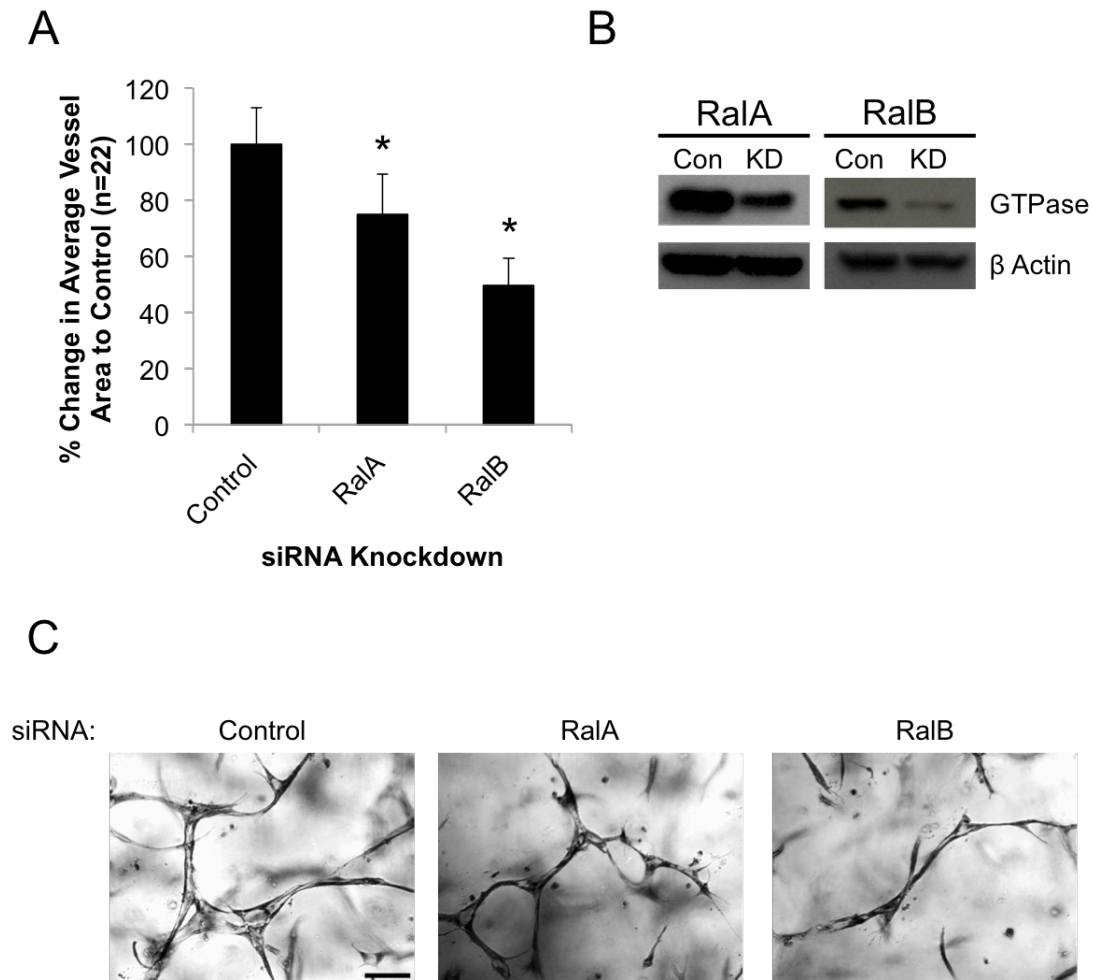 A
% Change in Average Vessel
Area to Control (n=22)
120
100
80
60
40
20
0
*
*
Control
RalA
RalB
siRNA Knockdown
B
RalA
RalB
Con
KD
Con
KD
GTPase
β Actin
C
siRNA:
Control
RalA
RalB